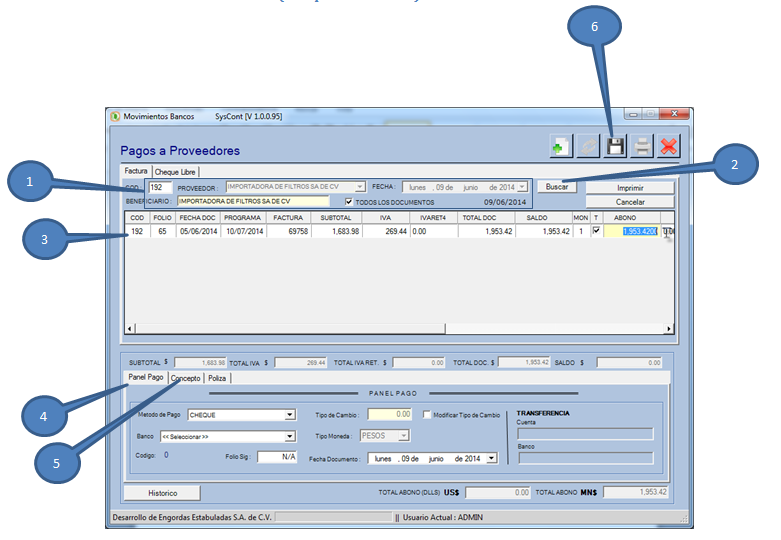 6
Movimientos Bancos SysCont [V 1.0.0.95]
Pagos a Proveedores
2
1
Factura Cheque Libre
COD 192 PROVEEDOR : IMPORTADORA DE FILTROS SA DE CV FECHA : lunes , 09 de junio de 2014 Buscar Imprimir
BENEFICIARIO : IMPORTADORA DE FILTROS SA DE CV TODOS LOS DOCUMENTOS 09/06/2014 Cancelar
3
COD FOLIO FECHA DOC PROGRAMA FACTURA SUBTOTAL IVA IVARET4 TOTAL DOC SALDO MON T ABONO
192 65 05/06/2014 10/07/2014 69758 1,683.98 269.44 0.00 1,953.42 1,953.42 1 1,953.4200
SUBTOTAL $ 1,683.98 TOTAL IVA $ 269.44 TOTAL IVA RET. $ 0.00 TOTAL DOC. $ 1,953.42 SALDO $ 0.00
Panel Pago Concepto Poliza
PANEL PAGO
4
Metodo de Pago CHEQUE Tipo de Cambio : 0.00 Modificar Tipo de Cambio TRANSFERENCIA
Cuenta
Banco << Seleccionar >> Tipo Moneda : PESOS
Banco
5
Codigo: 0 Folio Sig : N/A Fecha Documento : lunes , 09 de junio de 2014
Historico TOTAL ABONO (DLLS) US$ 0.00 TOTAL ABONO MN$ 1,953.42
Desarrollo de Engordas Estabuladas S.A. de C.V. || Usuario Actual : ADMIN